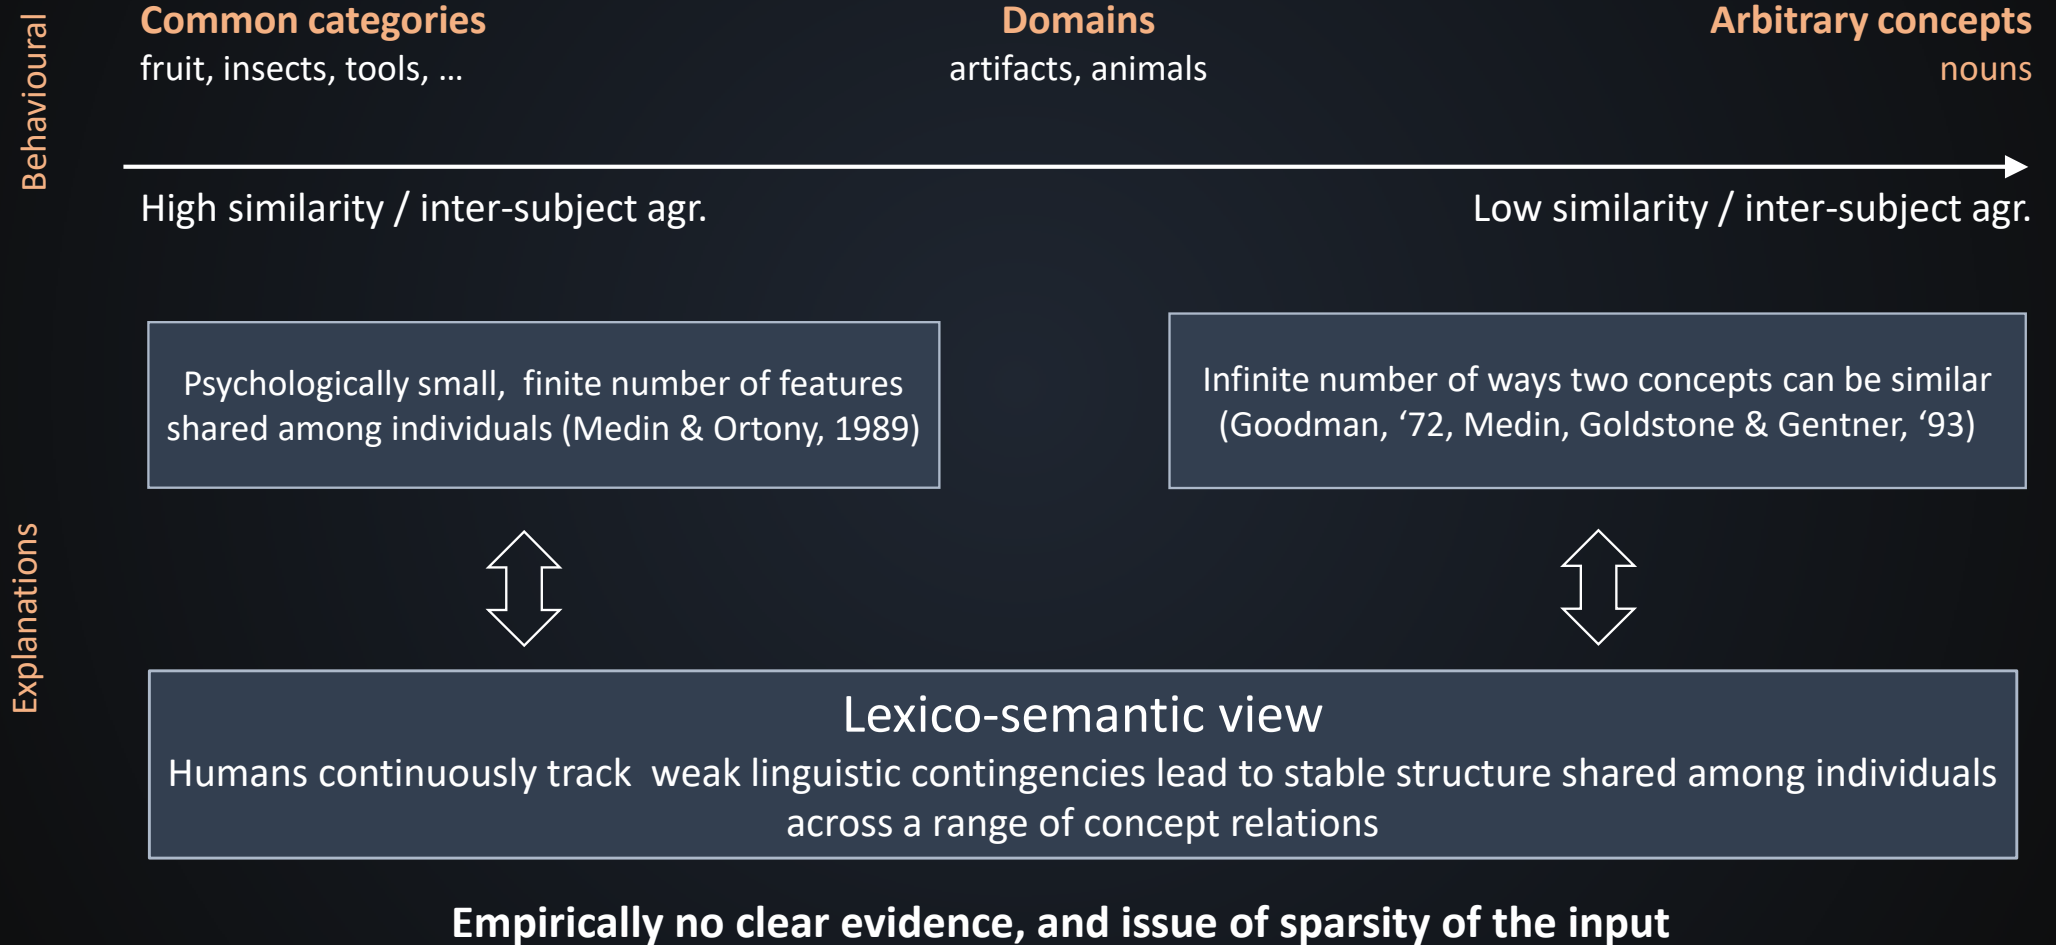 Behavioural
Common categories
fruit, insects, tools, ...
Domains
artifacts, animals
Arbitrary concepts
nouns
High similarity / inter-subject agr.
Low similarity / inter-subject agr.
Explanations
Psychologically small,  finite number of features
shared among individuals (Medin & Ortony, 1989)
Infinite number of ways two concepts can be similar
(Goodman, ‘72, Medin, Goldstone & Gentner, ‘93)
Lexico-semantic view
Humans continuously track  weak linguistic contingencies lead to stable structure shared among individuals
across a range of concept relations
Empirically no clear evidence, and issue of sparsity of the input